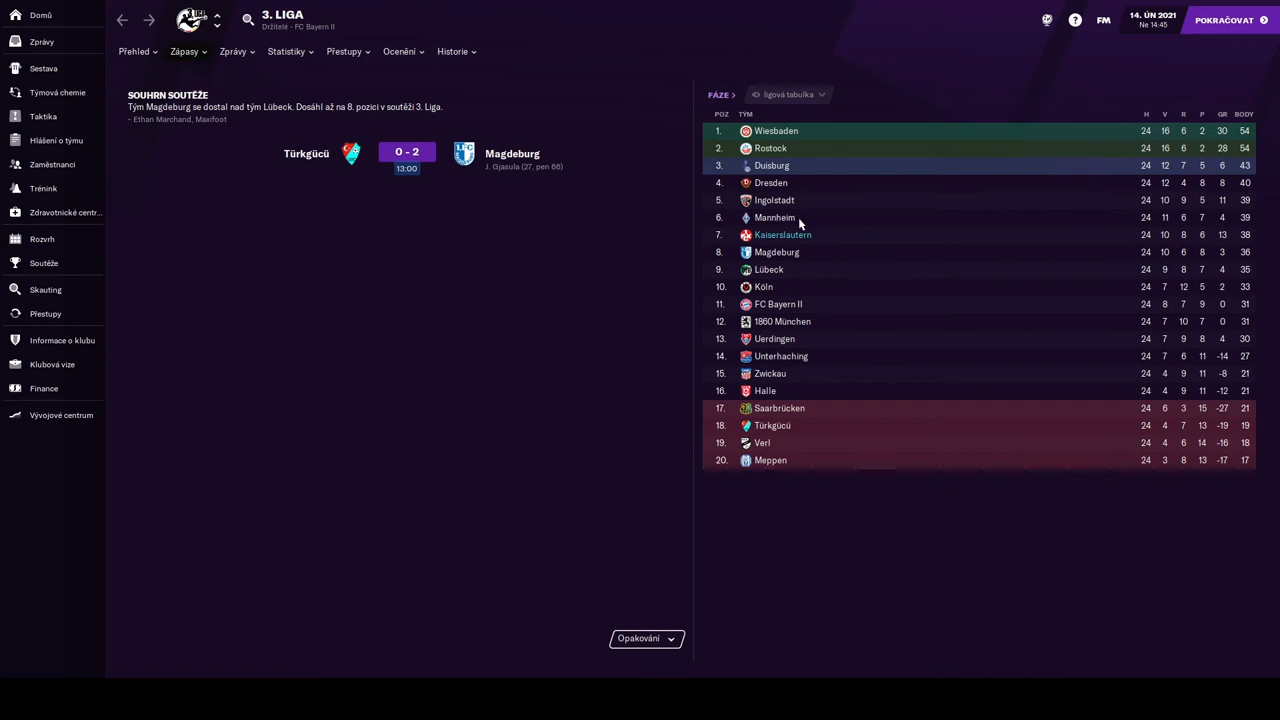 Domů
Zprávy
Sestava
Týmová chemie
Taktika
Hlášení o týmu
Zaměstnanci
Trénink
Zdravotnické centr...
Rozvrh
Soutěže
Skauting
Přestupy
Informace o klubu
Klubová vize
Finance
Vývojové centrum
3. LIGA
Držitelé - FC Bayern II
FM
14. ÚN 2021
Ne 14:45
POKRAČOVAT
Přehled Zápasy Zprávy Statistiky Přestupy Ocenění Historie
SOUHRN SOUTĚŽE
Tým Magdeburg se dostal nad tým Lübeck. Dosáhl až na 8. pozici v soutěži 3. Liga.
- Ethan Marchand, Maxifoot
Türkgücü 0 - 2 Magdeburg
13:00 J. Gjasula (27, pen 66)
Opakování
FÁZE ligová tabulka
POZ TÝM H V R P GR BODY
1. Wiesbaden 24 16 6 2 30 54
2. Rostock 24 16 6 2 28 54
3. Duisburg 24 12 7 5 6 43
4. Dresden 24 12 4 8 8 40
5. Ingolstadt 24 10 9 5 11 39
6. Mannheim 24 11 6 7 4 39
7. Kaiserslautern 24 10 8 6 13 38
8. Magdeburg 24 10 6 8 3 36
9. Lübeck 24 9 8 7 4 35
10. Köln 24 7 12 5 2 33
11. FC Bayern II 24 8 7 9 0 31
12. 1860 München 24 7 10 7 0 31
13. Uerdingen 24 7 9 8 4 30
14. Unterhaching 24 7 6 11 -14 27
15. Zwickau 24 4 9 11 -8 21
16. Halle 24 4 9 11 -12 21
17. Saarbrücken 24 6 3 15 -27 21
18. Türkgücü 24 4 7 13 -19 19
19. Verl 24 4 6 14 -16 18
20. Meppen 24 3 8 13 -17 17